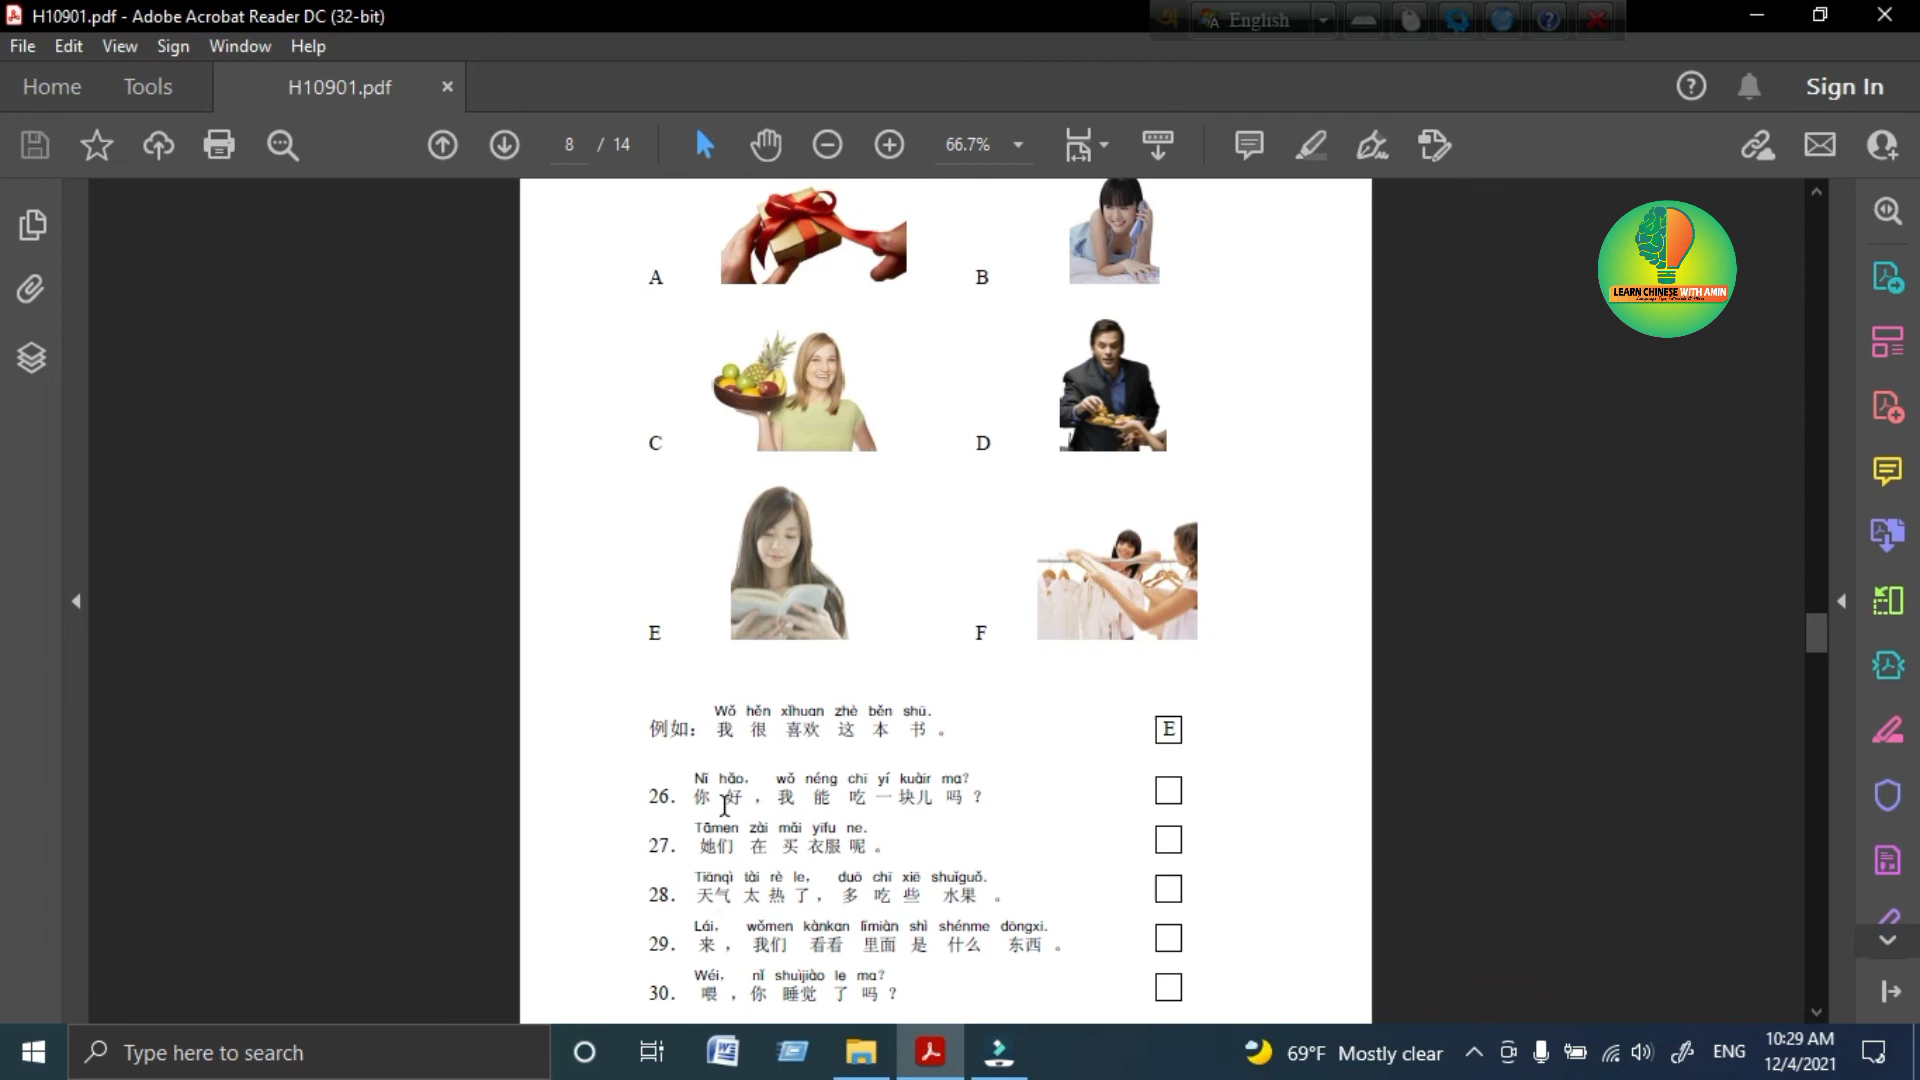 H10901.pdf - Adobe Acrobat Reader DC (32-bit)
English
File Edit View Sign Window Help
Home Tools H10901.pdf × Sign In
8 / 14 66.7%
A B
C D
E F
LEARN CHINESE WITH AMIN
Wǒ hěn xǐhuan zhè běn shū.
例如: 我 很 喜欢 这 本 书 。 E
Nǐ hǎo, wǒ néng chī yí kuàir ma?
26. 你 好 , 我 能 吃 一 块儿 吗 ?
Tāmen zài mǎi yīfu ne.
27. 她们 在 买 衣服 呢 。
Tiānqì tài rè le, duō chī xiē shuǐguǒ.
28. 天气 太 热 了 , 多 吃 些 水果 。
Lái, wǒmen kànkan lǐmiàn shì shénme dōngxi.
29. 来 , 我们 看看 里面 是 什么 东西 。
Wéi, nǐ shuìjiào le ma?
30. 喂 , 你 睡觉 了 吗 ?
Type here to search
69°F Mostly clear ENG
10:29 AM
12/4/2021